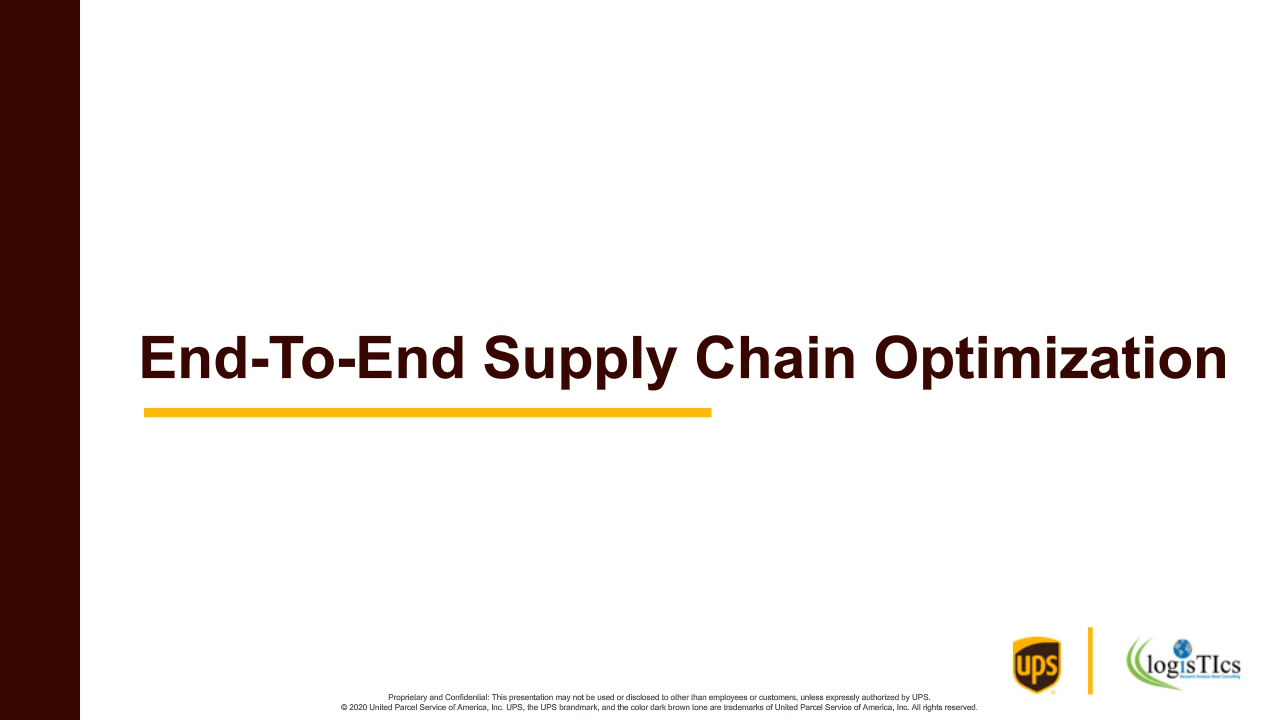 End-To-End Supply Chain Optimization
ups
logisTIcs
Proprietary and Confidential: This presentation may not be used or disclosed to other than employees or customers, unless expressly authorized by UPS.
© 2020 United Parcel Service of America, Inc. UPS, the UPS brandmark, and the color dark brown tone are trademarks of United Parcel Service of America, Inc. All rights reserved.